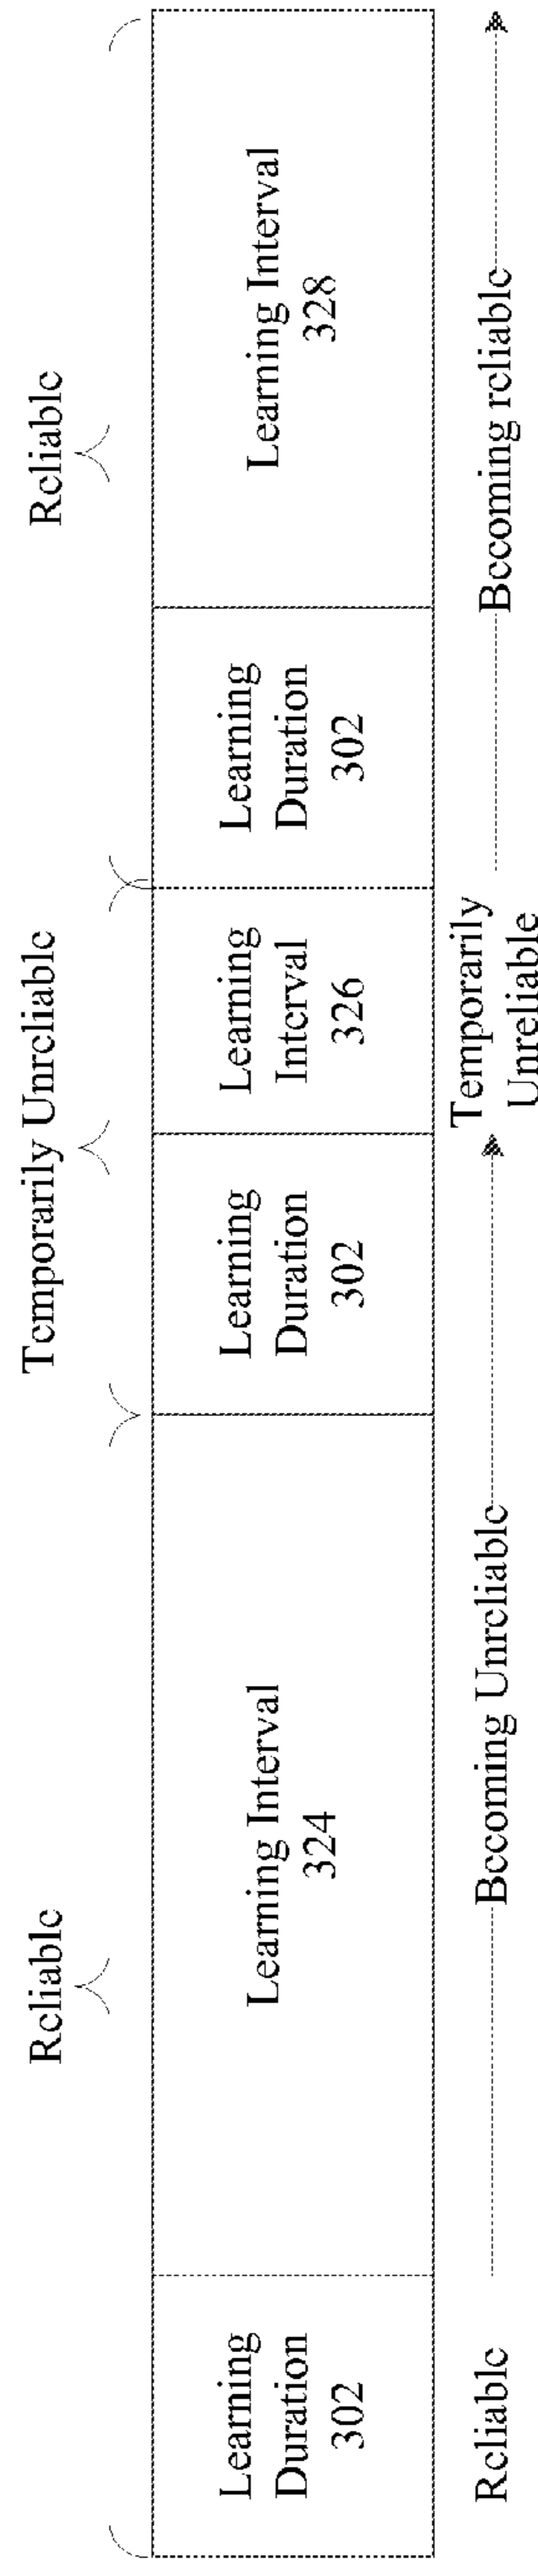 Reliable
Temporarily Unreliable
Reliable
Learning
Duration
302
Learning Interval
324
Learning
Duration
302
Learning
Interval
326
Learning
Duration
302
Learning Interval
328
Reliable
Becoming Unreliable
Temporarily
Unreliable
Becoming reliable